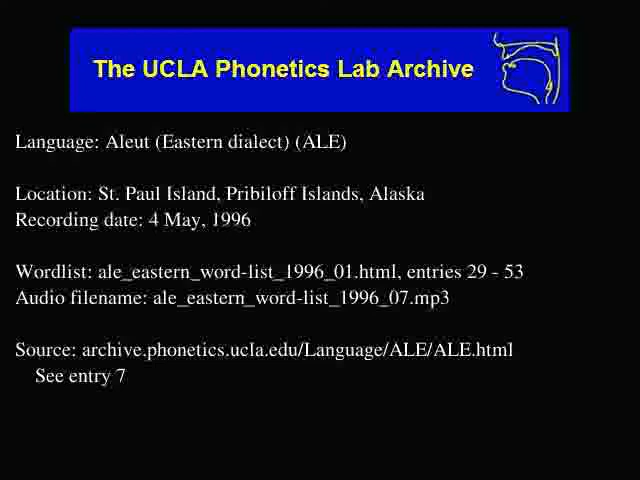 The UCLA Phonetics Lab Archive
Language: Aleut (Eastern dialect) (ALE)
Location: St. Paul Island, Pribiloff Islands, Alaska
Recording date: 4 May, 1996
Wordlist: ale_eastern_word-list_1996_01.html, entries 29 - 53
Audio filename: ale_eastern_word-list_1996_07.mp3
Source: archive.phonetics.ucla.edu/Language/ALE/ALE.html
See entry 7